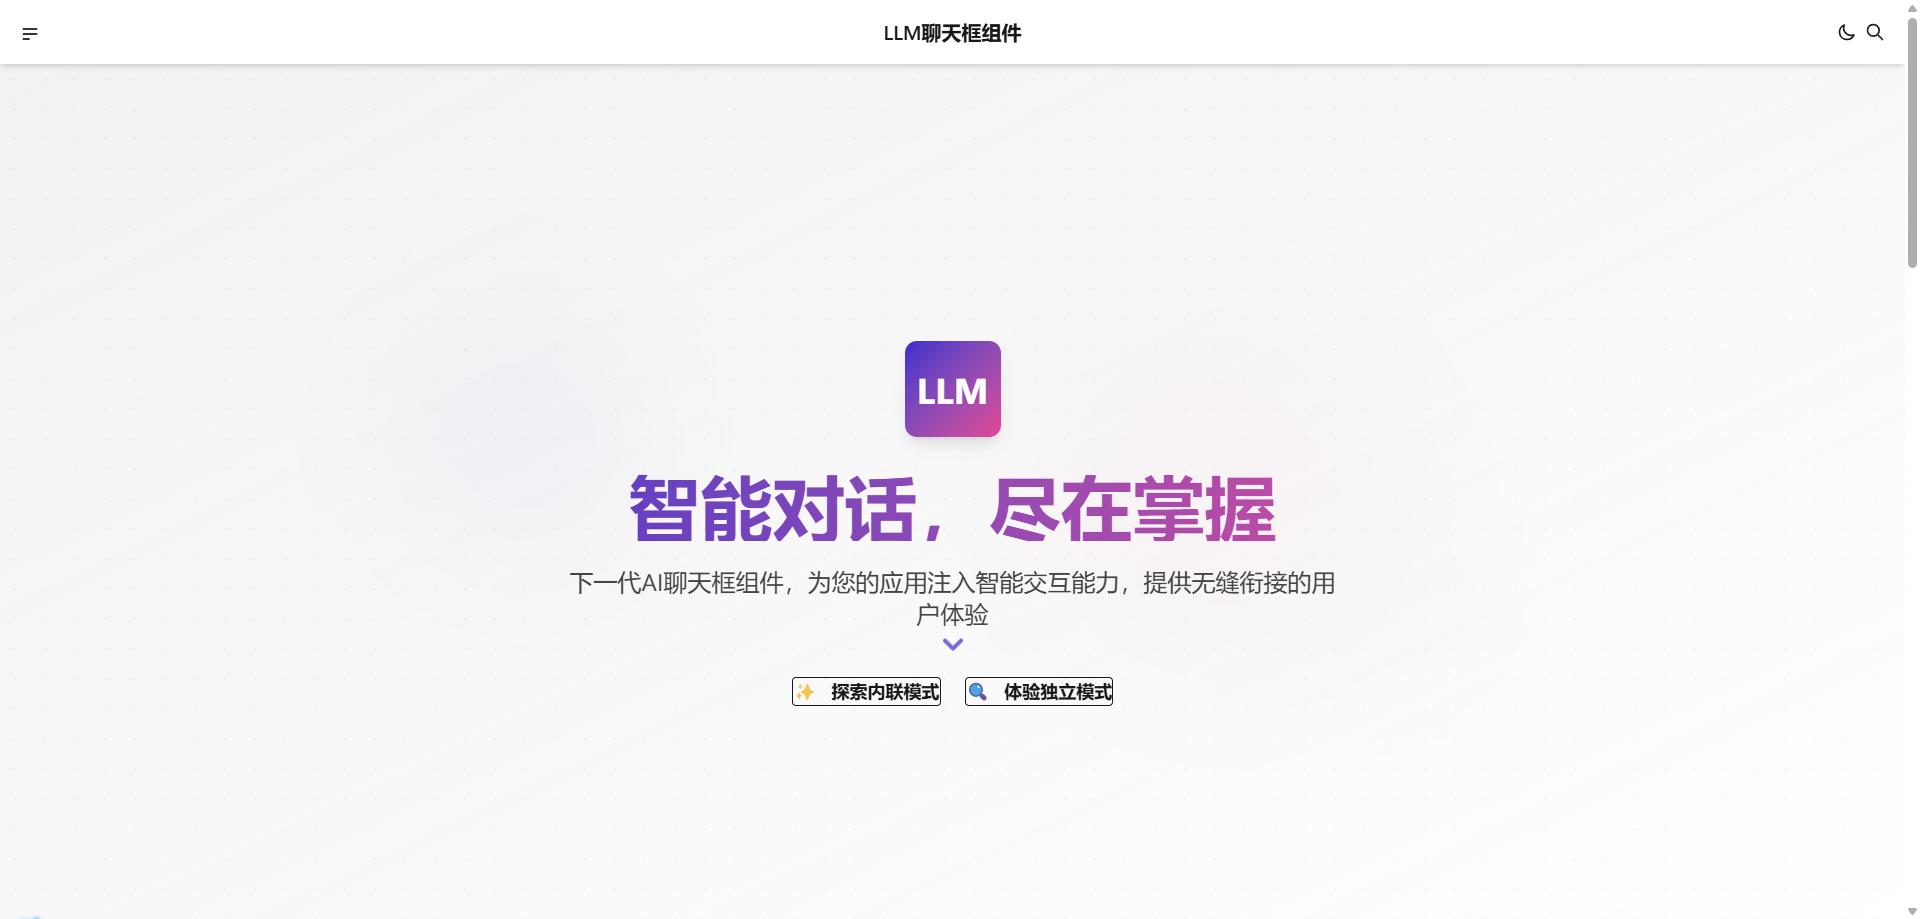 LLM聊天框组件
LLM
智能对话，尽在掌握
下一代AI聊天框组件，为您的应用注入智能交互能力，提供无缝衔接的用
户体验
✨ 探索内联模式
🔍 体验独立模式